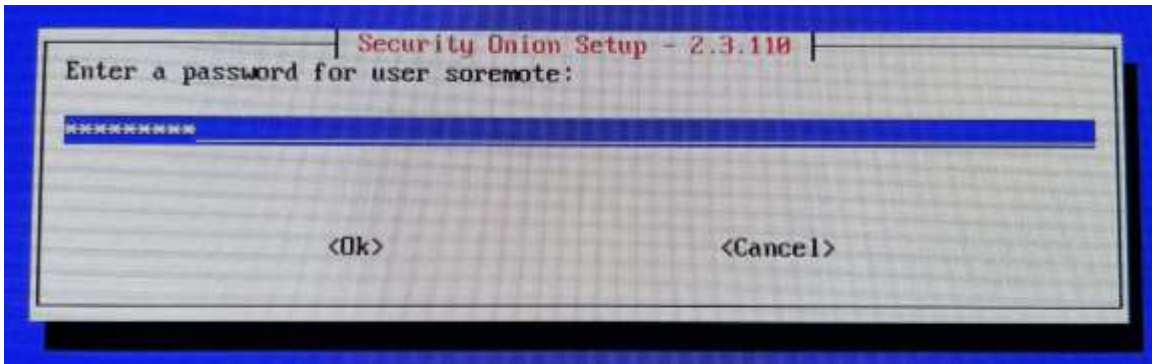 Security Onion Setup - 2.3.110
Enter a password for user soremote:
*********
<Ok> <Cancel>